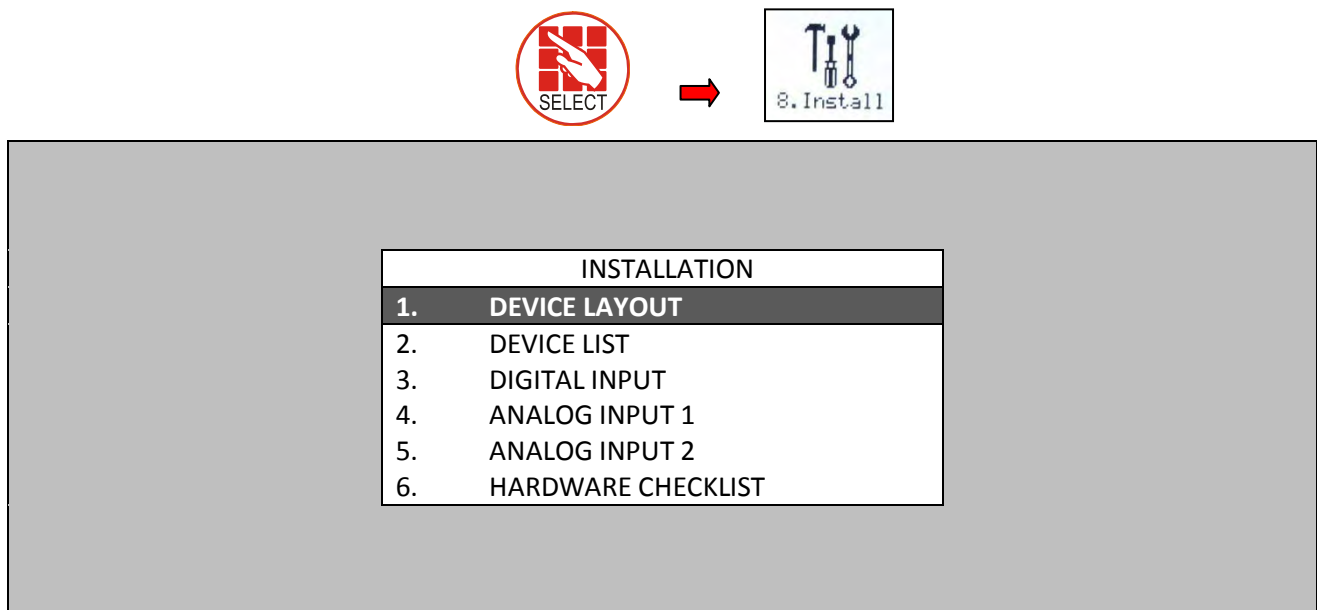 SELECT
8.Install
INSTALLATION
1. DEVICE LAYOUT
2. DEVICE LIST
3. DIGITAL INPUT
4. ANALOG INPUT 1
5. ANALOG INPUT 2
6. HARDWARE CHECKLIST